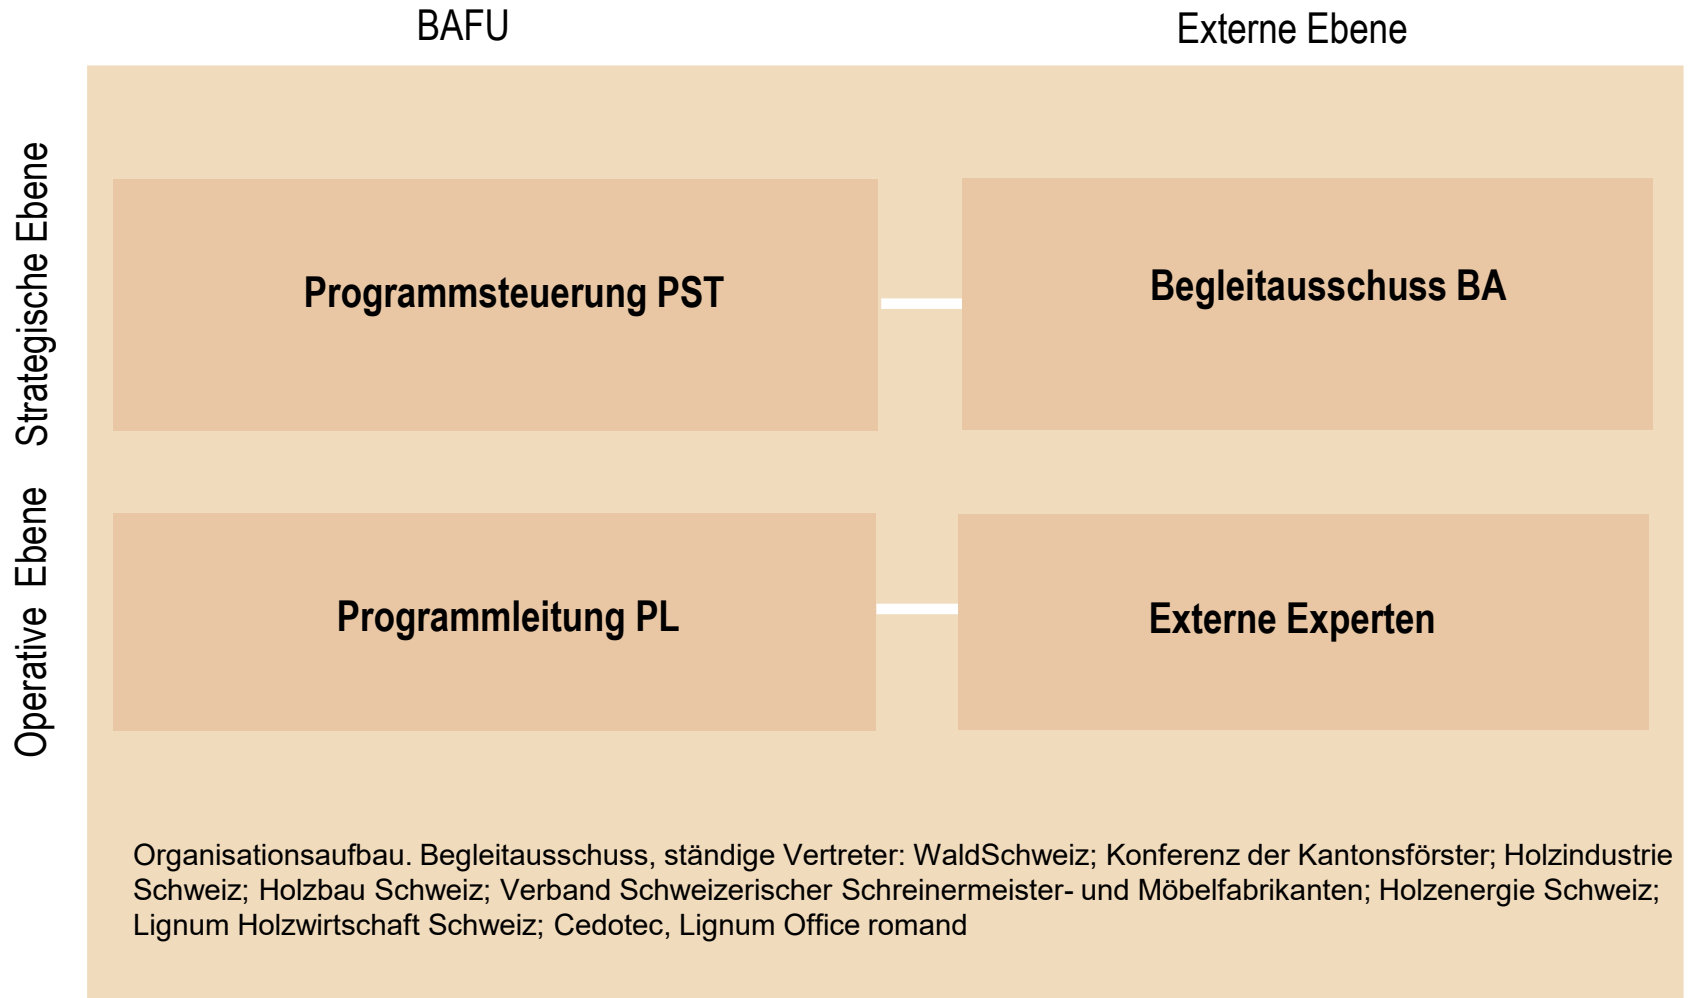 BAFU
Externe Ebene
Strategische Ebene
Programmsteuerung PST
Begleitausschuss BA
Operative Ebene
Programmleitung PL
Externe Experten
Organisationsaufbau. Begleitausschuss, ständige Vertreter: WaldSchweiz; Konferenz der Kantonsförster; Holzindustrie
Schweiz; Holzbau Schweiz; Verband Schweizerischer Schreinermeister- und Möbelfabrikanten; Holzenergie Schweiz;
Lignum Holzwirtschaft Schweiz; Cedotec, Lignum Office romand